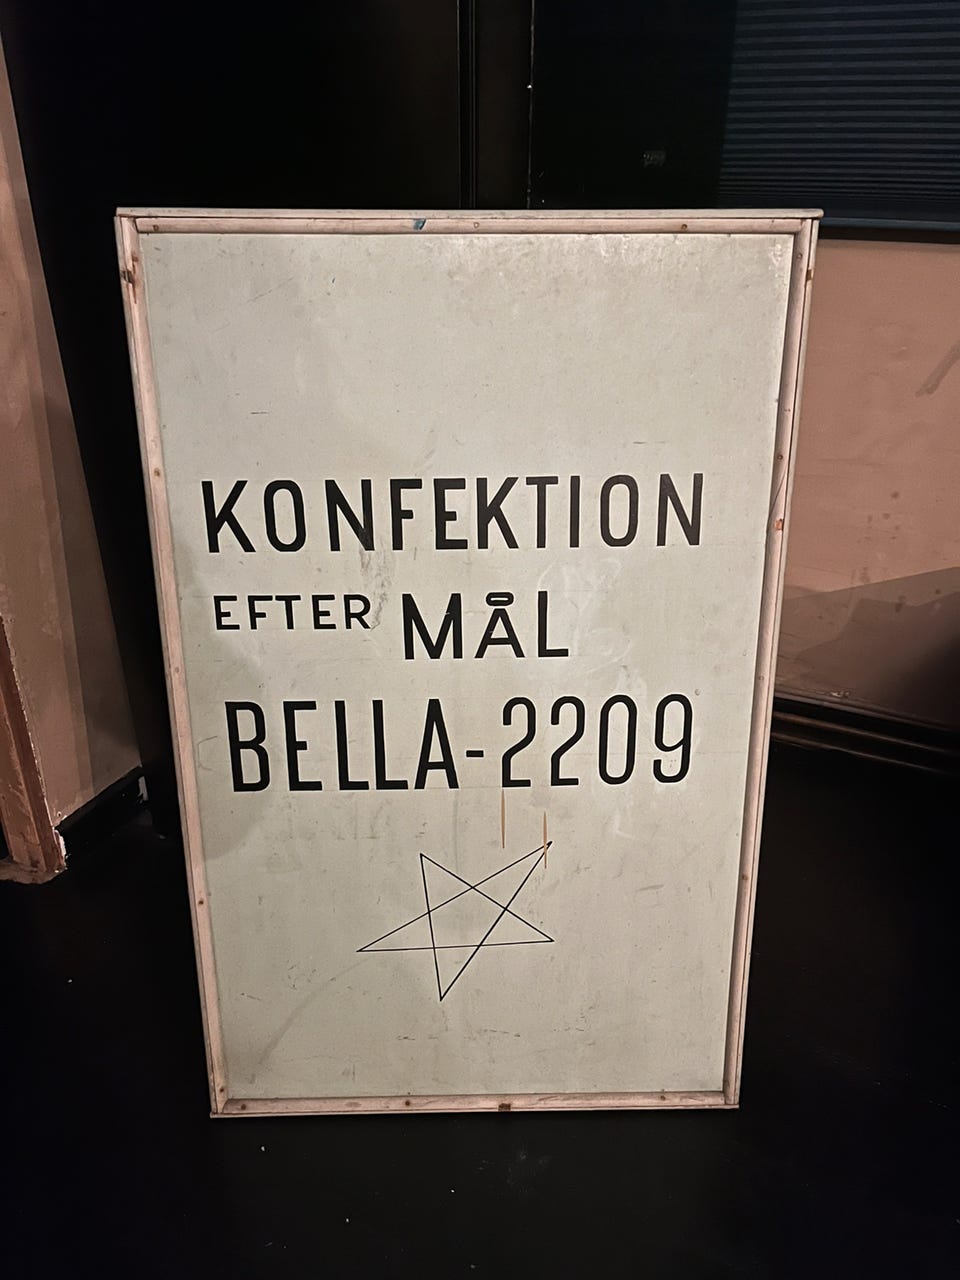 KONFEKTION
EFTER MÅL
BELLA-2209